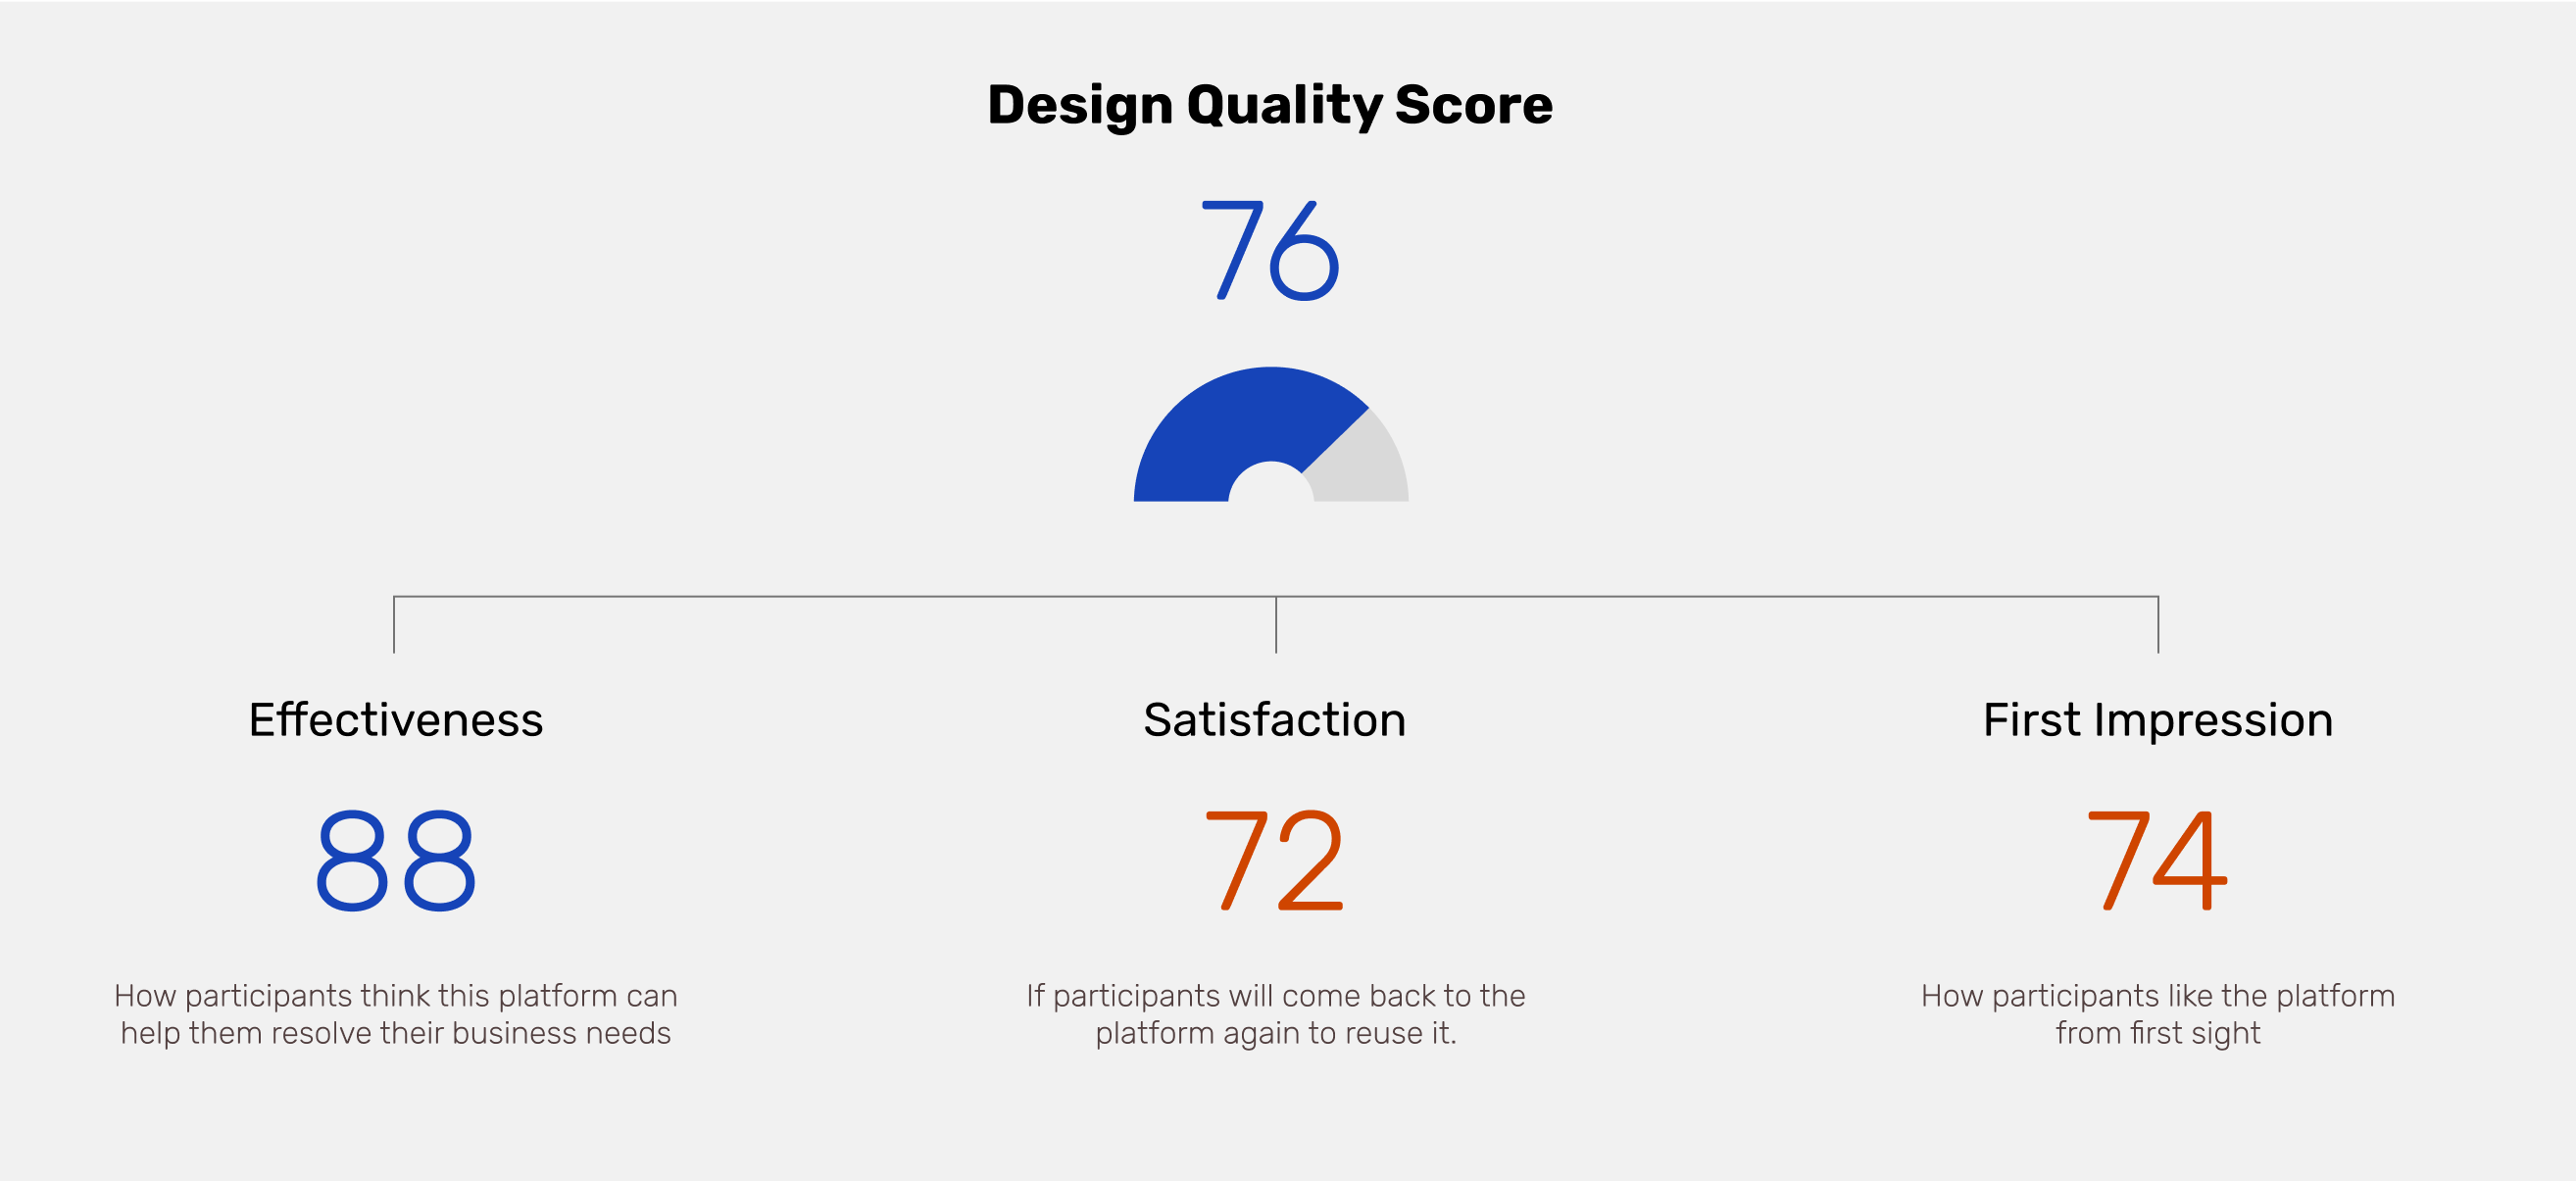 Design Quality Score
76
Effectiveness
88
How participants think this platform can
help them resolve their business needs
Satisfaction
72
If participants will come back to the
platform again to reuse it.
First Impression
74
How participants like the platform
from first sight